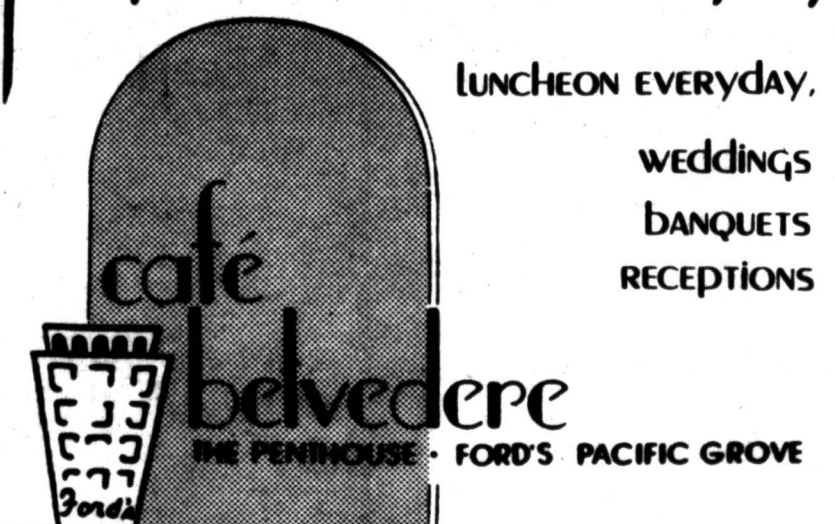 luncheon everyday,
weddings
banquets
receptions
café
belvedere
THE PENTHOUSE · FORD'S PACIFIC GROVE
Ford's